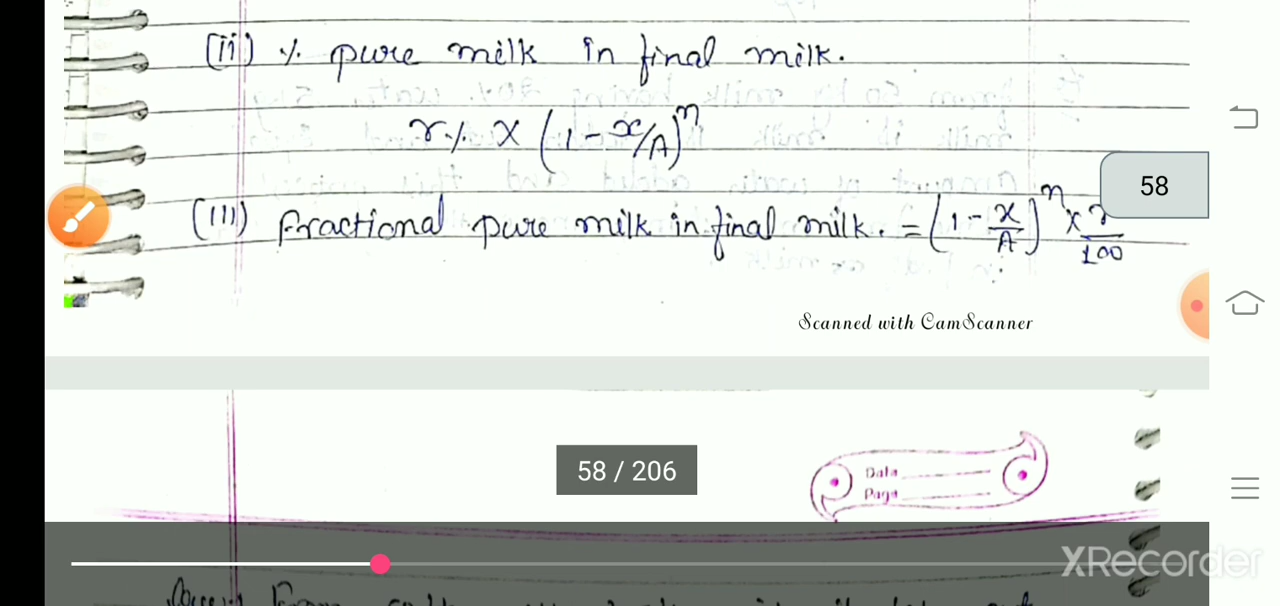 (ii) % pure milk in final milk.
r% X (1 - x/A)^n
58
(III) fractional pure milk in final milk. = (1 - x/A)^n × r/100
Scanned with CamScanner
58 / 206
Date
Page
XRecorder